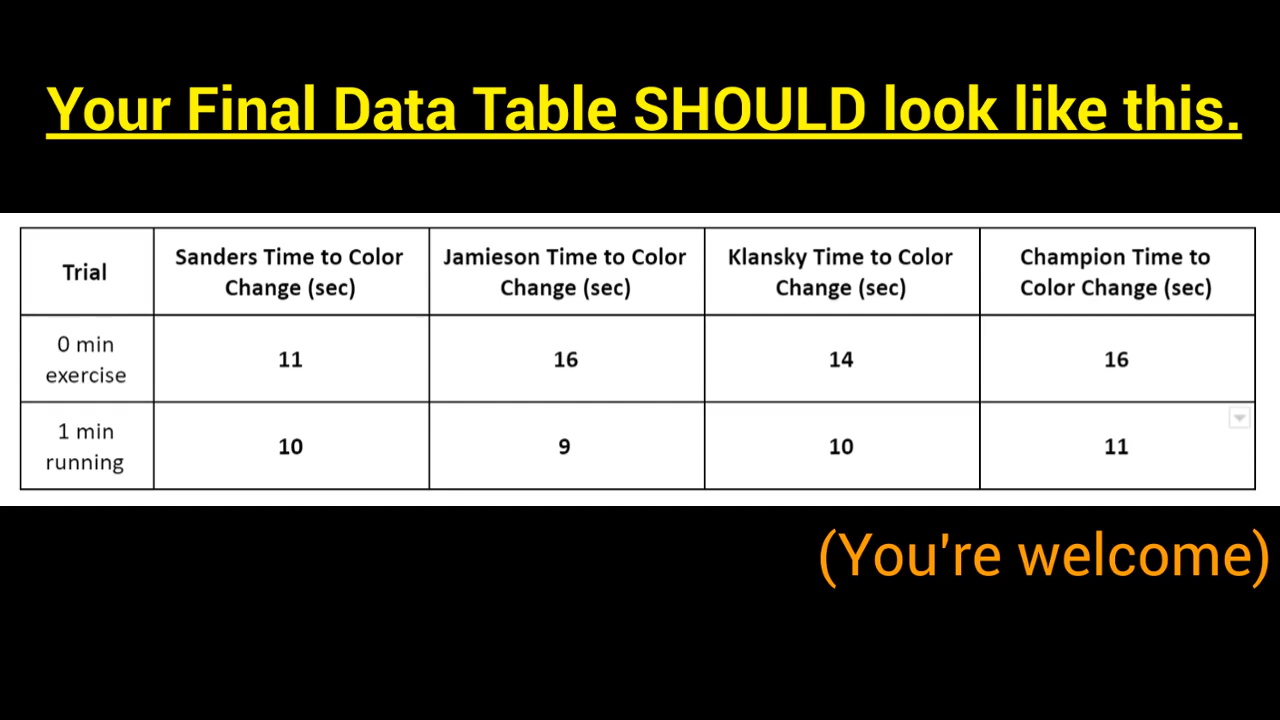 Your Final Data Table SHOULD look like this.
Trial
Sanders Time to Color
Change (sec)
Jamieson Time to Color
Change (sec)
Klansky Time to Color
Change (sec)
Champion Time to
Color Change (sec)
0 min
exercise
11
16
14
16
1 min
running
10
9
10
11
(You're welcome)